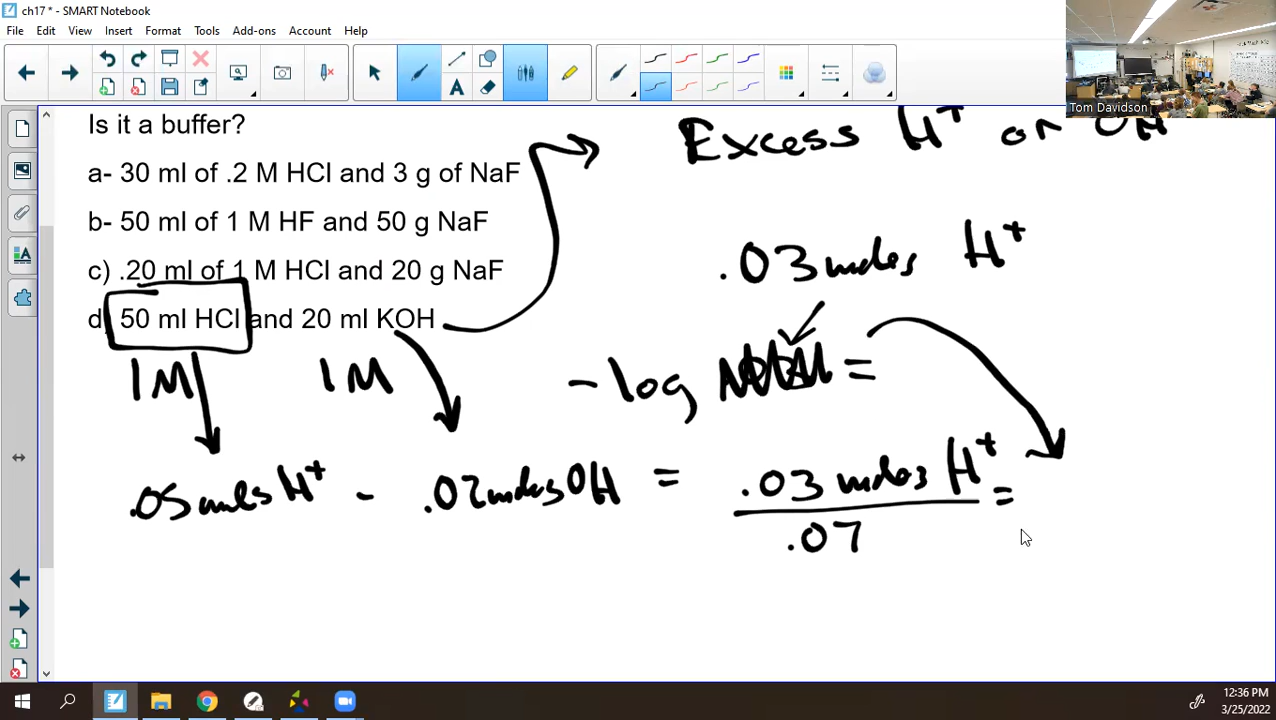 ch17 * - SMART Notebook
File Edit View Insert Format Tools Add-ons Account Help
Tom Davidson
Is it a buffer?
Excess H+ or OH
a- 30 ml of .2 M HCl and 3 g of NaF
b- 50 ml of 1 M HF and 50 g NaF
.03 moles H+
c) .20 ml of 1 M HCl and 20 g NaF
d) 50 ml HCl and 20 ml KOH
1M 1M
-log =
.05 moles H+ - .02 moles OH = .03 moles H+ =
.07
12:36 PM
3/25/2022